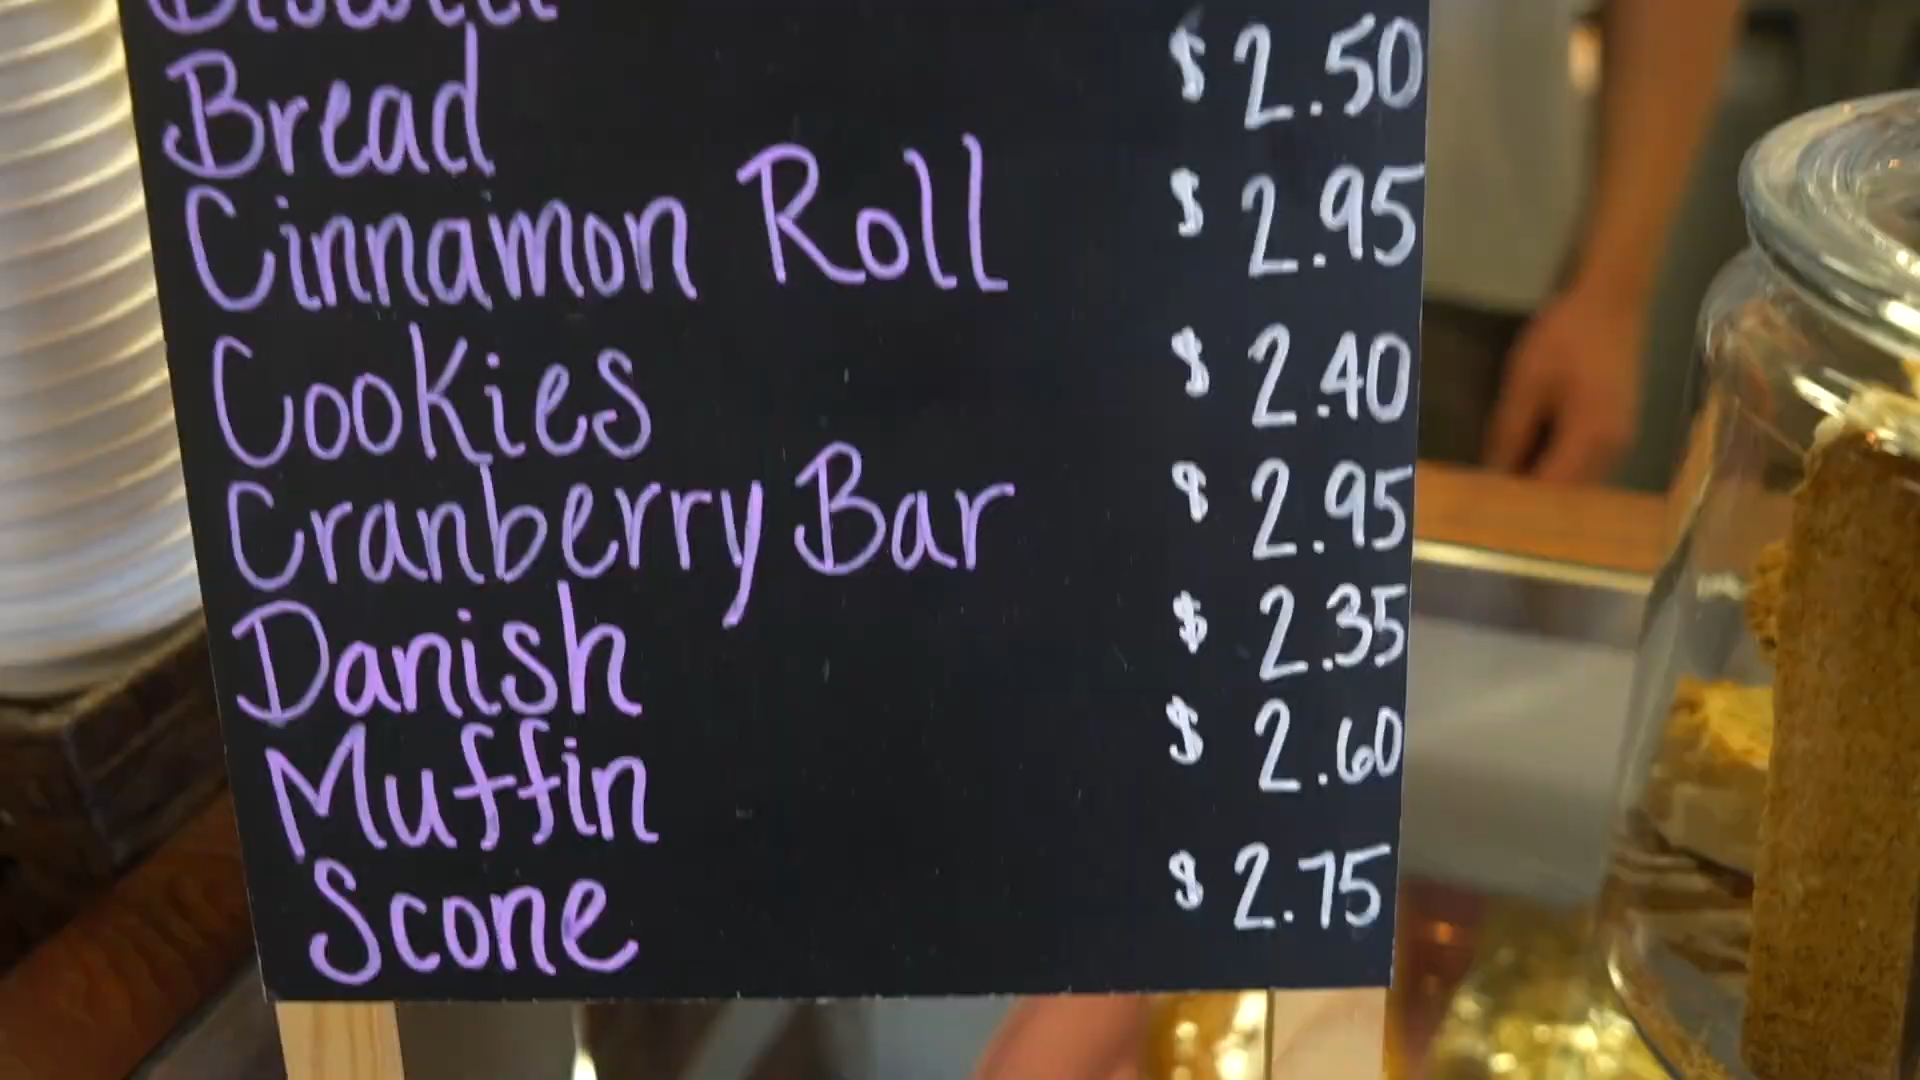 Bread $ 2.50
Cinnamon Roll $ 2.95
Cookies $ 2.40
Cranberry Bar $ 2.95
Danish $ 2.35
Muffin $ 2.60
Scone $ 2.75